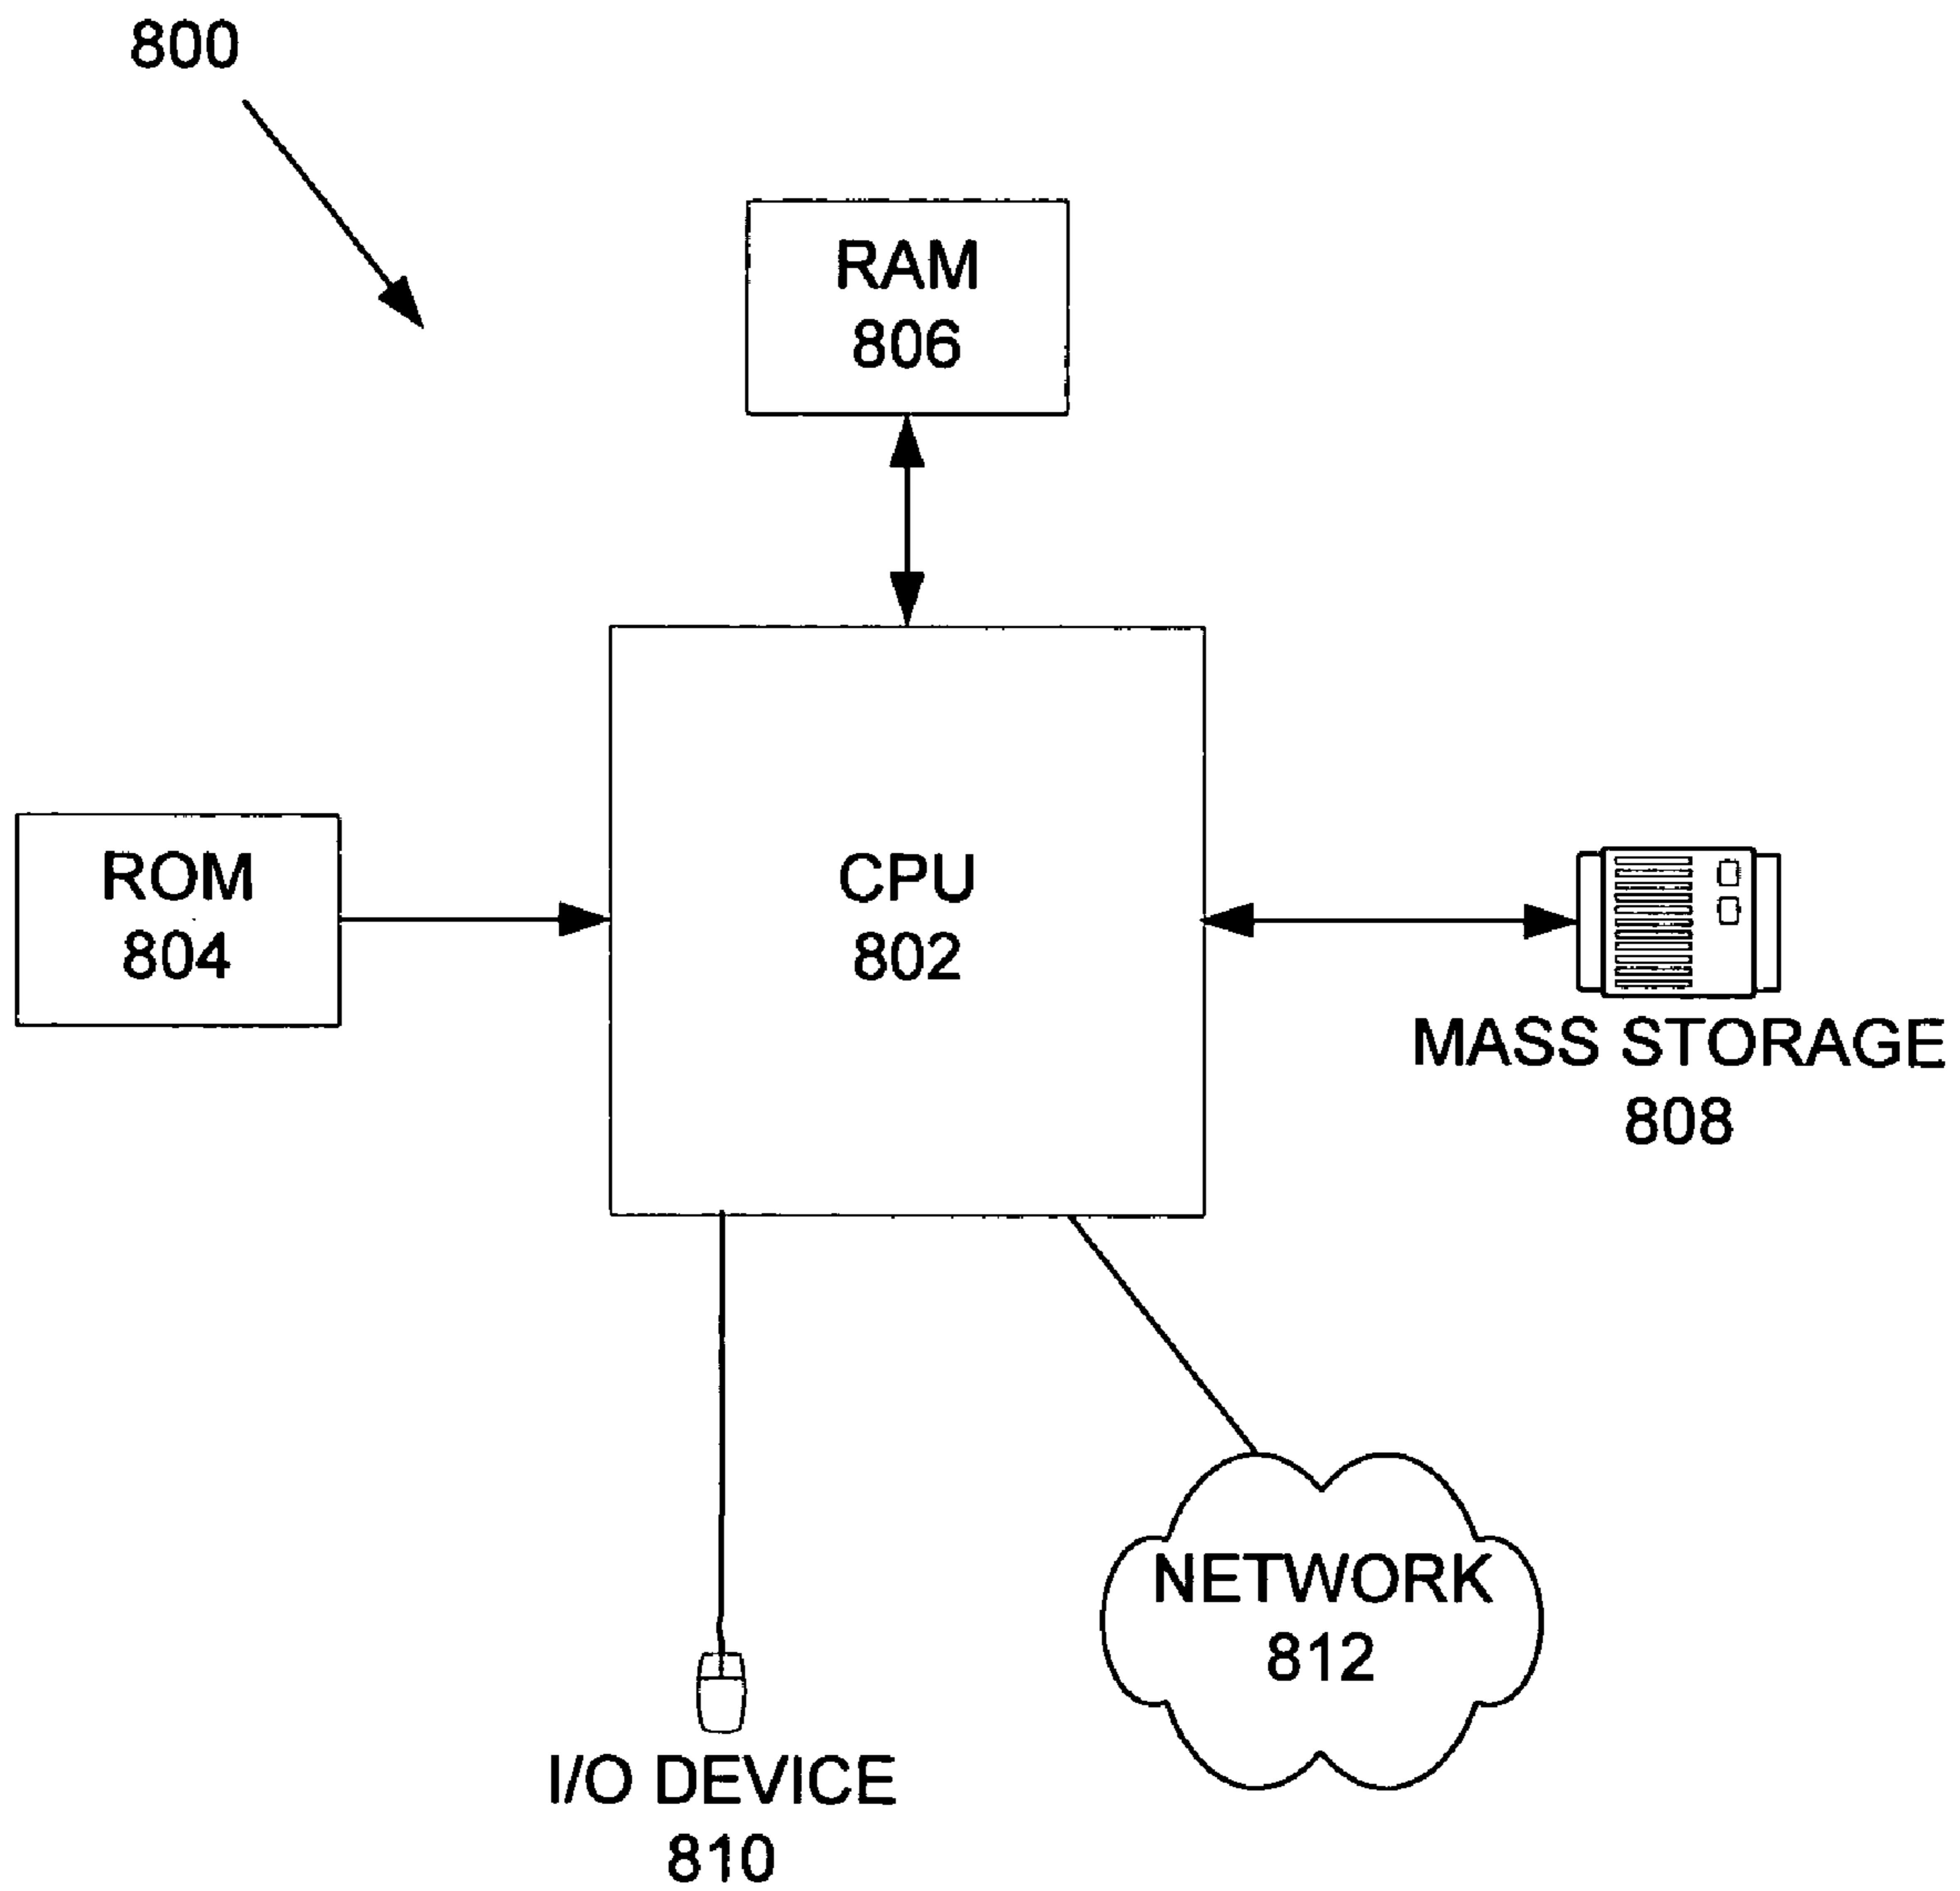 800
RAM
806
ROM
804
CPU
802
MASS STORAGE
808
NETWORK
812
I/O DEVICE
810